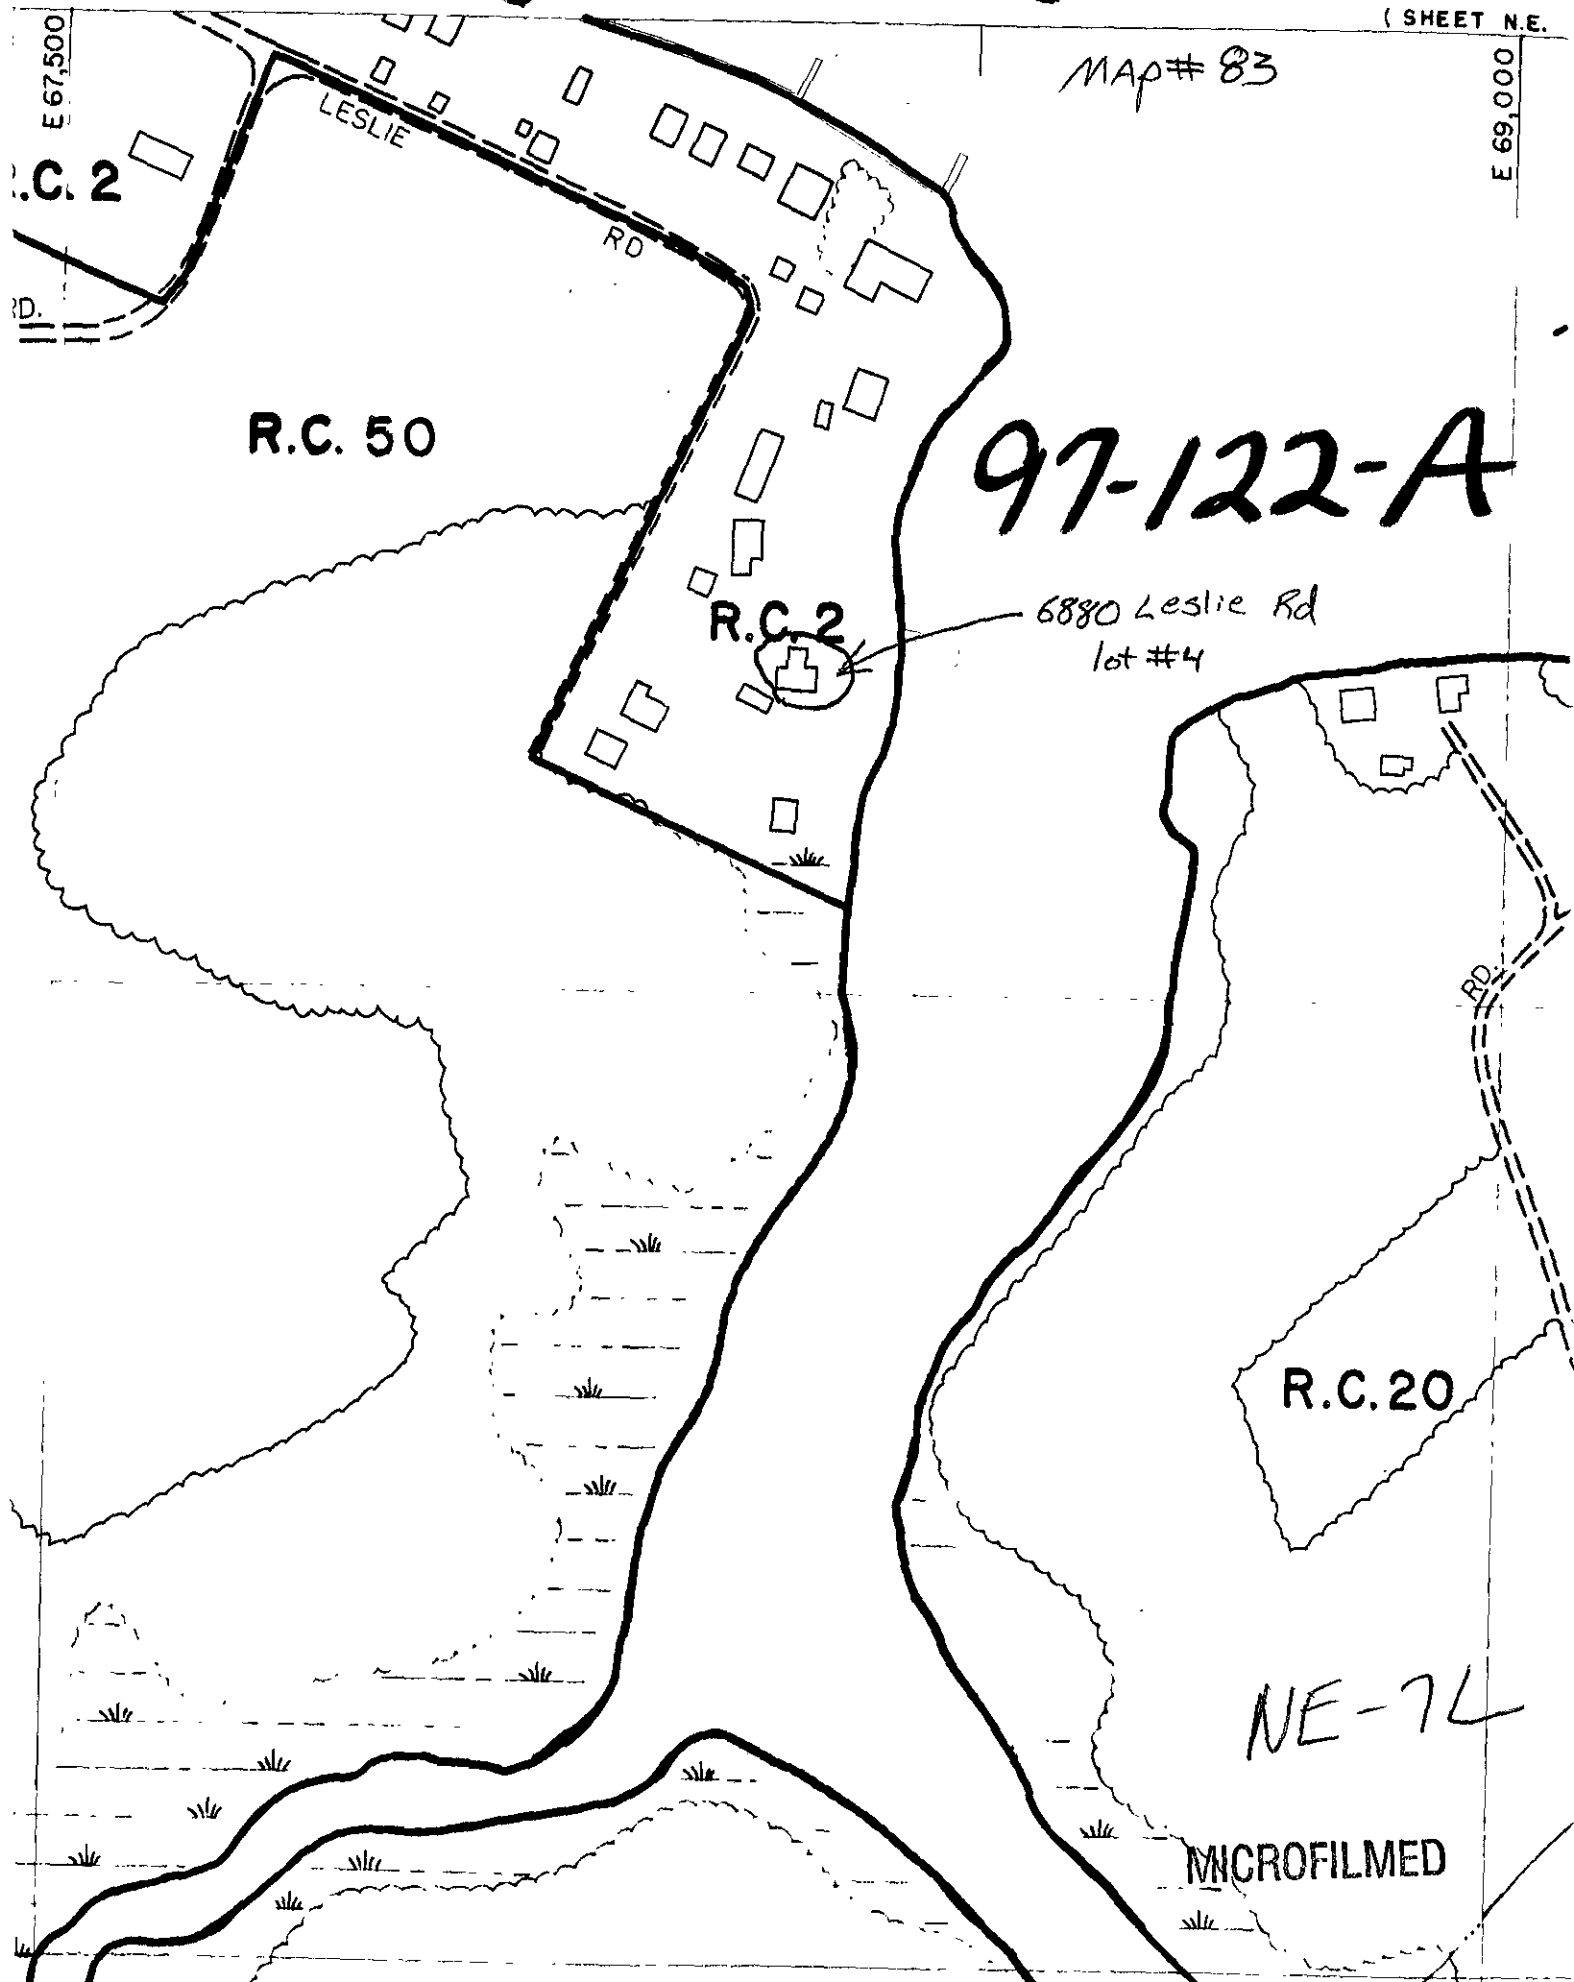 ( SHEET N.E.
E 67,500
MAP# 83
E 69,000
LESLIE
.C. 2
RD
RD.
R.C. 50
97-122-A
6880 Leslie Rd
lot #4
R.C. 2
RD.
R.C. 20
NE-7L
MICROFILMED